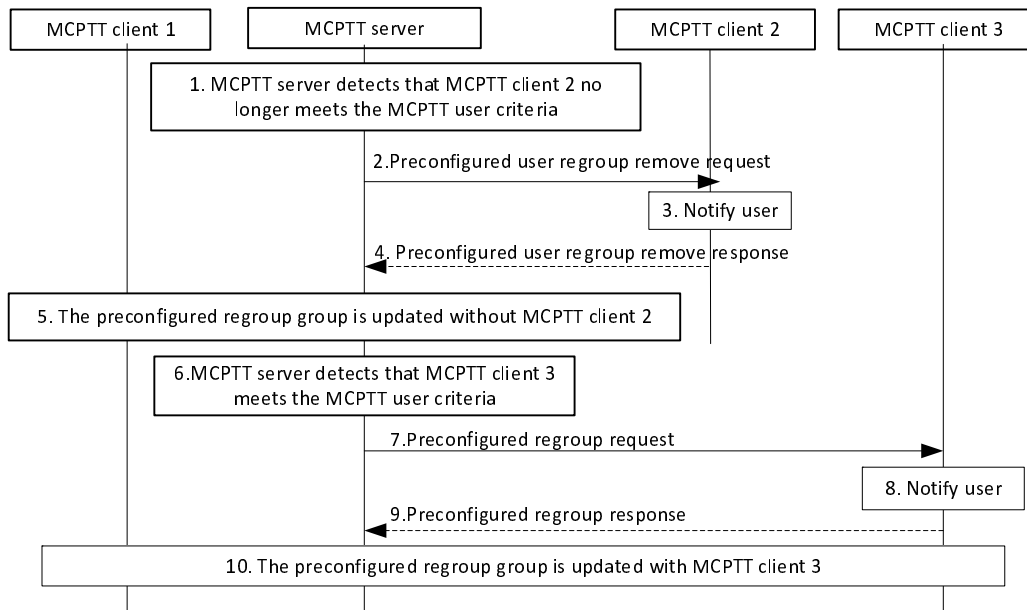 MCPTT client 1
MCPTT server
MCPTT client 2
MCPTT client 3
1. MCPTT server detects that MCPTT client 2 no
longer meets the MCPTT user criteria
2.Preconfigured user regroup remove request
3. Notify user
4. Preconfigured user regroup remove response
5. The preconfigured regroup group is updated without MCPTT client 2
6.MCPTT server detects that MCPTT client 3
meets the MCPTT user criteria
7.Preconfigured regroup request
8. Notify user
9.Preconfigured regroup response
10. The preconfigured regroup group is updated with MCPTT client 3